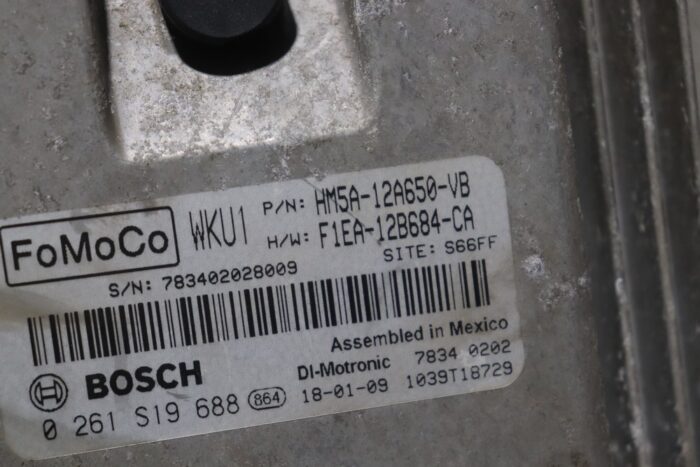 FoMoCo WKU1 P/N: HM5A-12A650-VB
H/W: F1EA-12B684-CA
SITE: S66FF
S/N: 783402028009
Assembled in Mexico
BOSCH DI-Motronic 7834 0202
0 261 S19 688 864 18-01-09 1039T18729